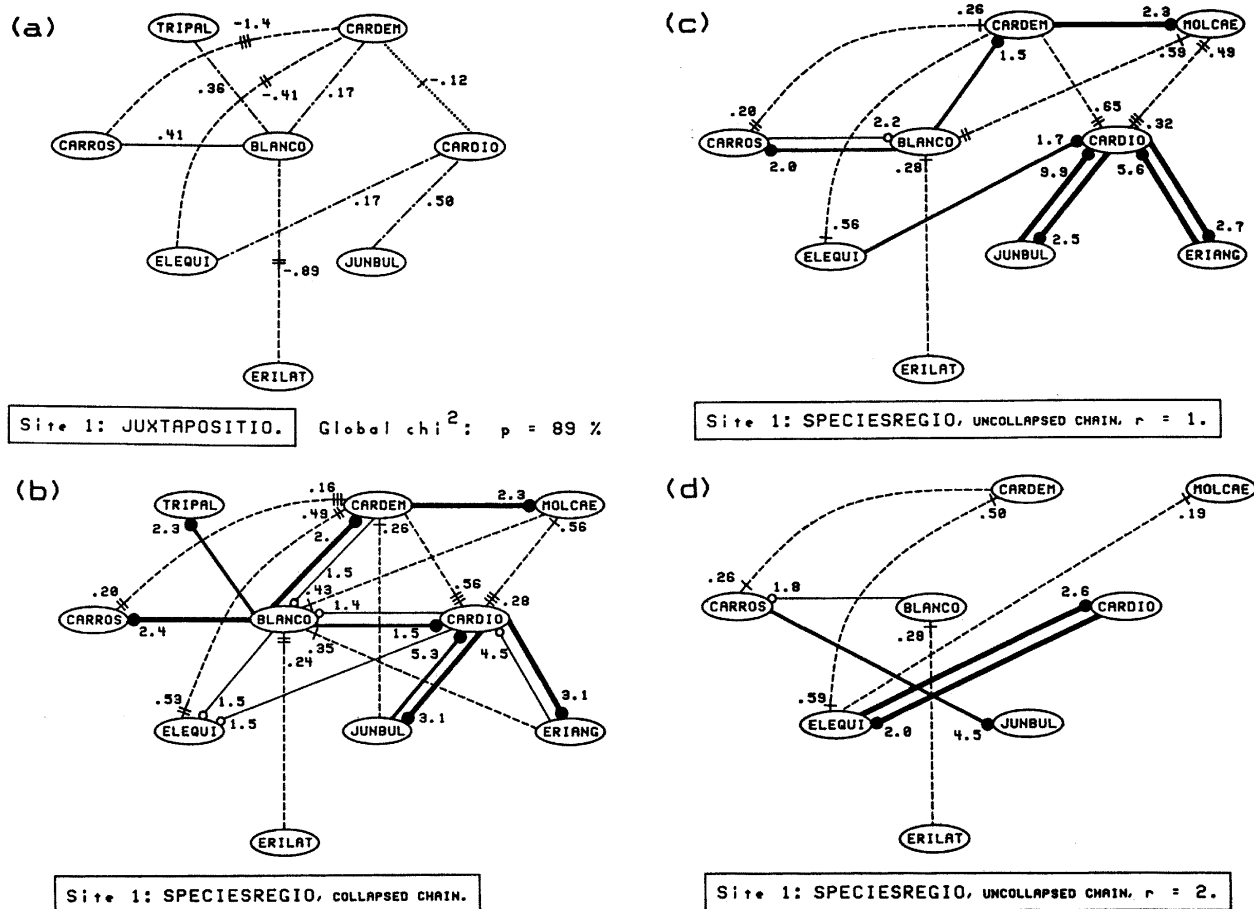 (a)
TRIPAL
-1.4
CARDEM
.36
-.41
.17
-.12
CARROS
.41
BLANCO
CARDIO
.17
.50
ELEQUI
-.89
JUNBUL
ERILAT
Site 1: JUXTAPOSITIO.
Global chi2: p = 89 %
(c)
.26
CARDEM
2.3
MOLCAE
1.5
.59
.49
.20
2.2
.65
.32
CARROS
BLANCO
1.7
CARDIO
2.0
.28
9.9
5.6
.56
2.5
2.7
ELEQUI
JUNBUL
ERIANG
ERILAT
Site 1: SPECIESREGIO, UNCOLLAPSED CHAIN, r = 1.
(b)
TRIPAL
.16
CARDEM
2.3
MOLCAE
2.3
.49
2.
.26
.56
1.5
.20
.43
.56
1.4
.28
CARROS
BLANCO
CARDIO
2.4
.35
1.5
.24
5.3
4.5
.53
1.5
3.1
3.1
ELEQUI
1.5
JUNBUL
ERIANG
ERILAT
Site 1: SPECIESREGIO, COLLAPSED CHAIN.
(d)
CARDEM
MOLCAE
.50
.19
.26
1.8
2.6
CARROS
BLANCO
CARDIO
.28
.59
ELEQUI
2.0
4.5
JUNBUL
ERILAT
Site 1: SPECIESREGIO, UNCOLLAPSED CHAIN, r = 2.